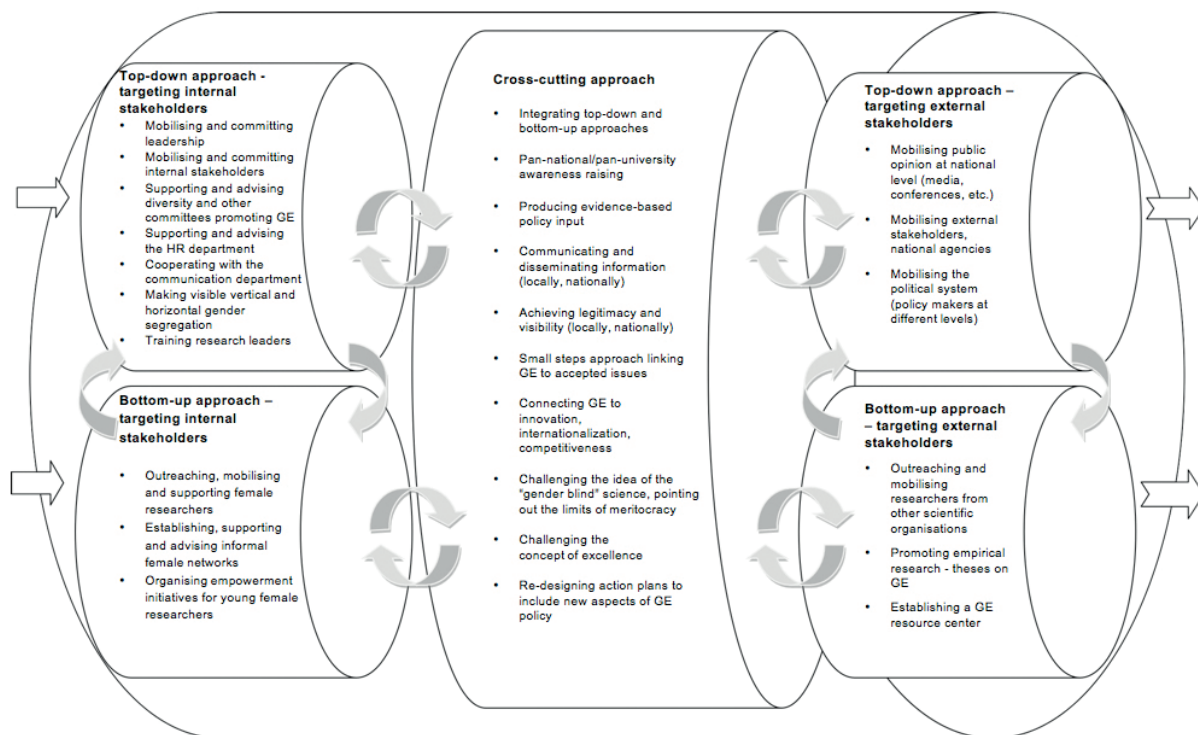 Top-down approach -
targeting internal
stakeholders
• Mobilising and committing
leadership
• Mobilising and committing
internal stakeholders
• Supporting and advising
diversity and other
committees promoting GE
• Supporting and advising
the HR department
• Cooperating with the
communication department
• Making visible vertical and
horizontal gender
segregation
• Training research leaders
Bottom-up approach –
targeting internal
stakeholders
• Outreaching, mobilising
and supporting female
researchers
• Establishing, supporting
and advising informal
female networks
• Organising empowerment
initiatives for young female
researchers
Cross-cutting approach
• Integrating top-down and
bottom-up approaches
• Pan-national/pan-university
awareness raising
• Producing evidence-based
policy input
• Communicating and
disseminating information
(locally, nationally)
• Achieving legitimacy and
visibility (locally, nationally)
• Small steps approach linking
GE to accepted issues
• Connecting GE to
innovation,
internationalization,
competitiveness
• Challenging the idea of the
"gender blind" science, pointing
out the limits of meritocracy
• Challenging the
concept of excellence
• Re-designing action plans to
include new aspects of GE
policy
Top-down approach –
targeting external
stakeholders
• Mobilising public
opinion at national
level (media,
conferences, etc.)
• Mobilising external
stakeholders,
national agencies
• Mobilising the
political system
(policy makers at
different levels)
Bottom-up approach
– targeting external
stakeholders
• Outreaching and
mobilising
researchers from
other scientific
organisations
• Promoting empirical
research - theses on
GE
• Establishing a GE
resource center